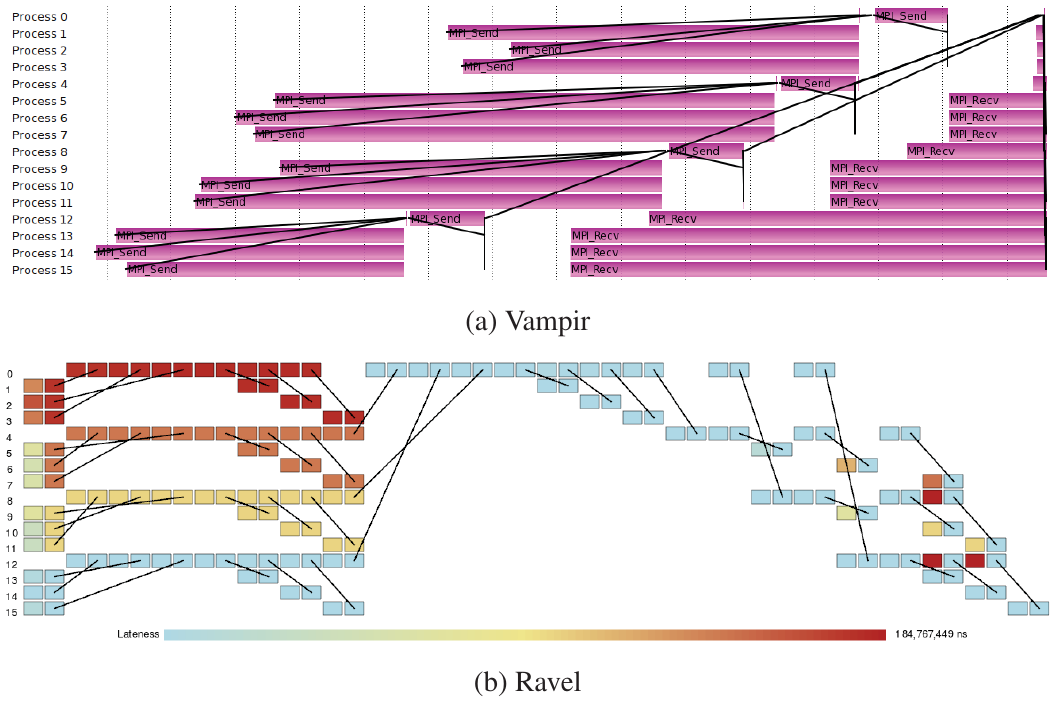 Process 0 MPI_Send
Process 1 MPI_Send
Process 2 MPI_Send
Process 3 MPI_Send
Process 4 MPI_Send
Process 5 MPI_Send MPI_Recv
Process 6 MPI_Send MPI_Recv
Process 7 MPI_Send MPI_Recv
Process 8 MPI_Send MPI_Recv
Process 9 MPI_Send MPI_Recv
Process 10 MPI_Send MPI_Recv
Process 11 MPI_Send MPI_Recv
Process 12 MPI_Send MPI_Recv
Process 13 MPI_Send MPI_Recv
Process 14 MPI_Send MPI_Recv
Process 15 MPI_Send MPI_Recv
(a) Vampir
0
1
2
3
4
5
6
7
8
9
10
11
12
13
14
15
Lateness 184,767,449 ns
(b) Ravel